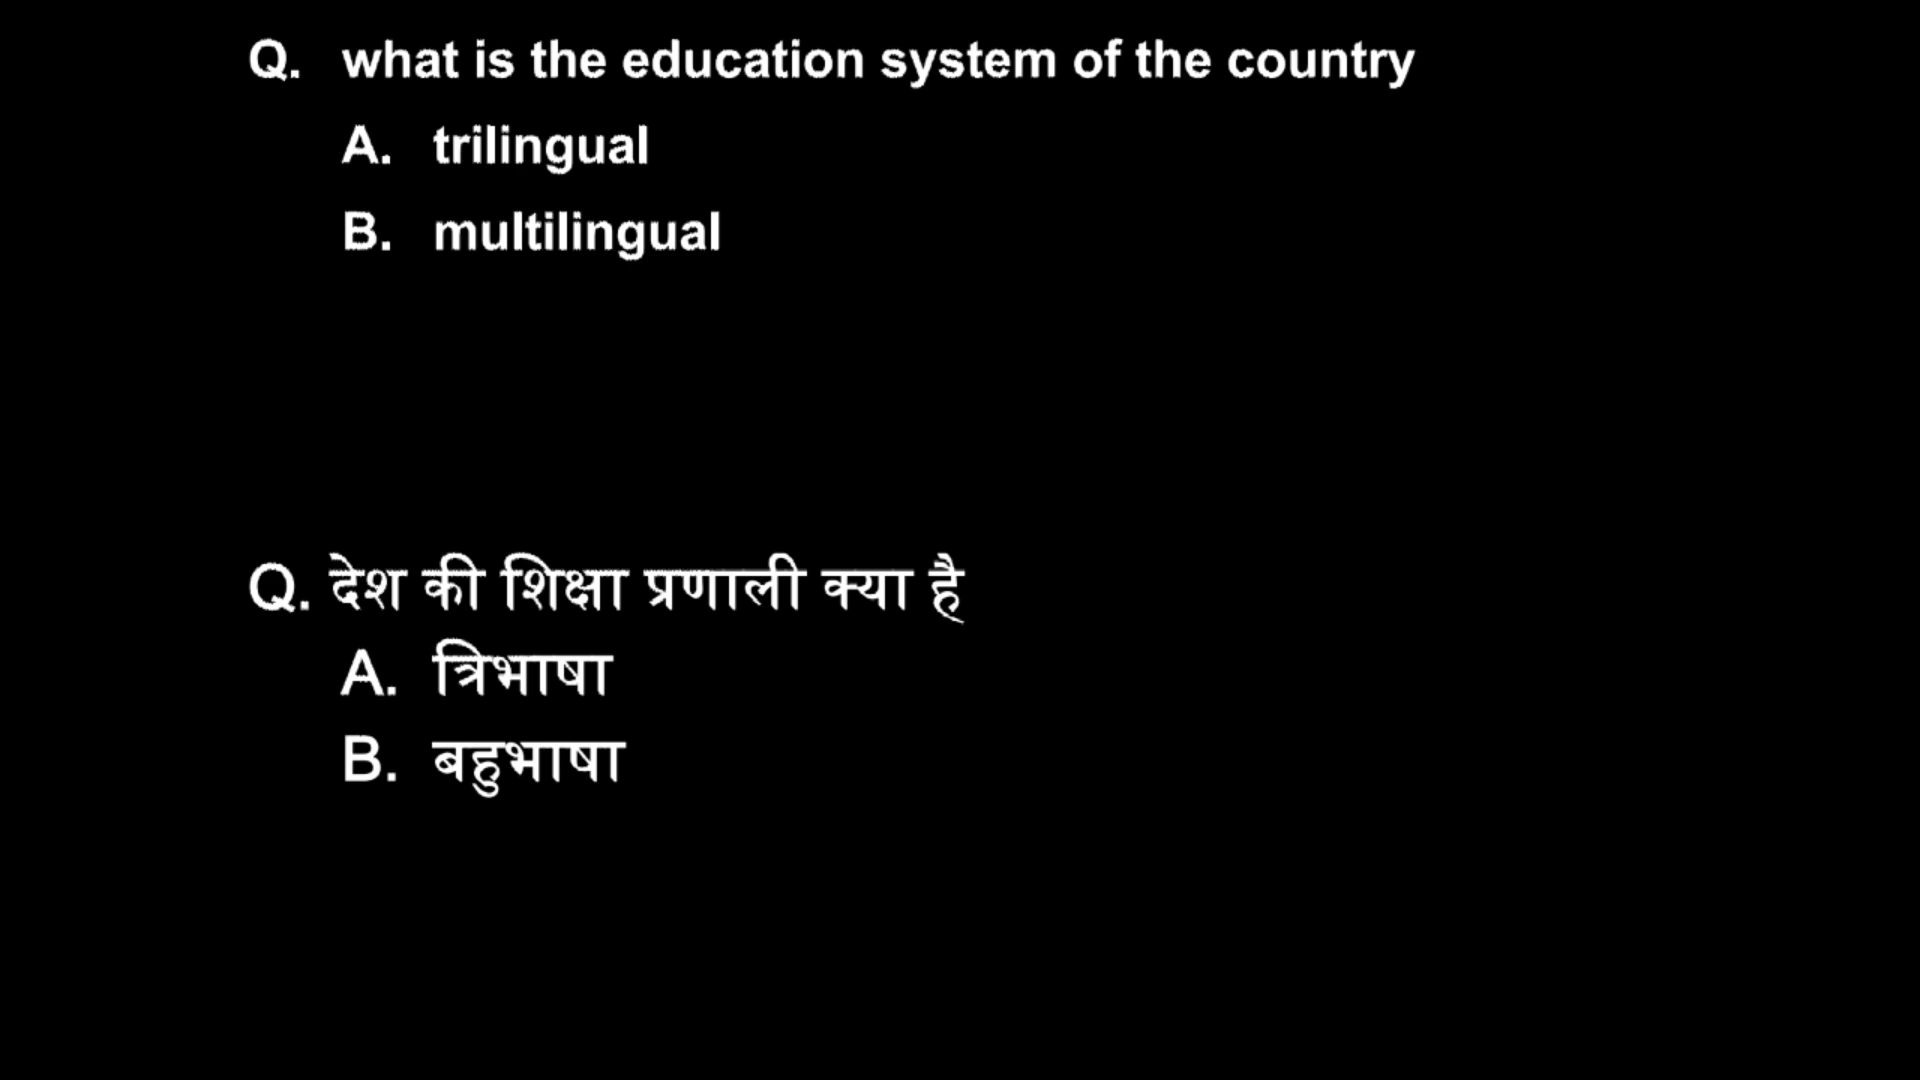 Q. what is the education system of the country
A. trilingual
B. multilingual
Q. देश की शिक्षा प्रणाली क्या है
A. त्रिभाषा
B. बहुभाषा